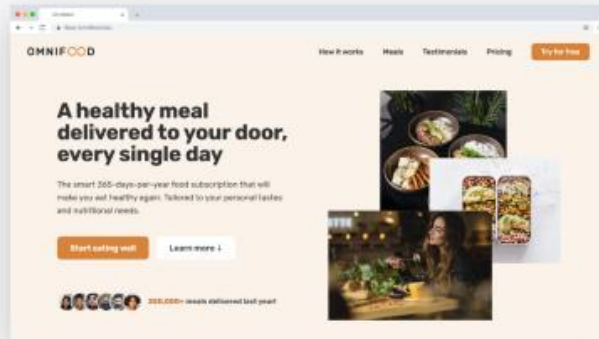 OMNIFOOD
How it works Meals Testimonials Pricing Try for free
A healthy meal
delivered to your door,
every single day
The smart 365-days-per-year food subscription that will
make you eat healthy again. Tailored to your personal tastes
and nutritional needs.
Start eating well Learn more ↓
250,000+ meals delivered last year!